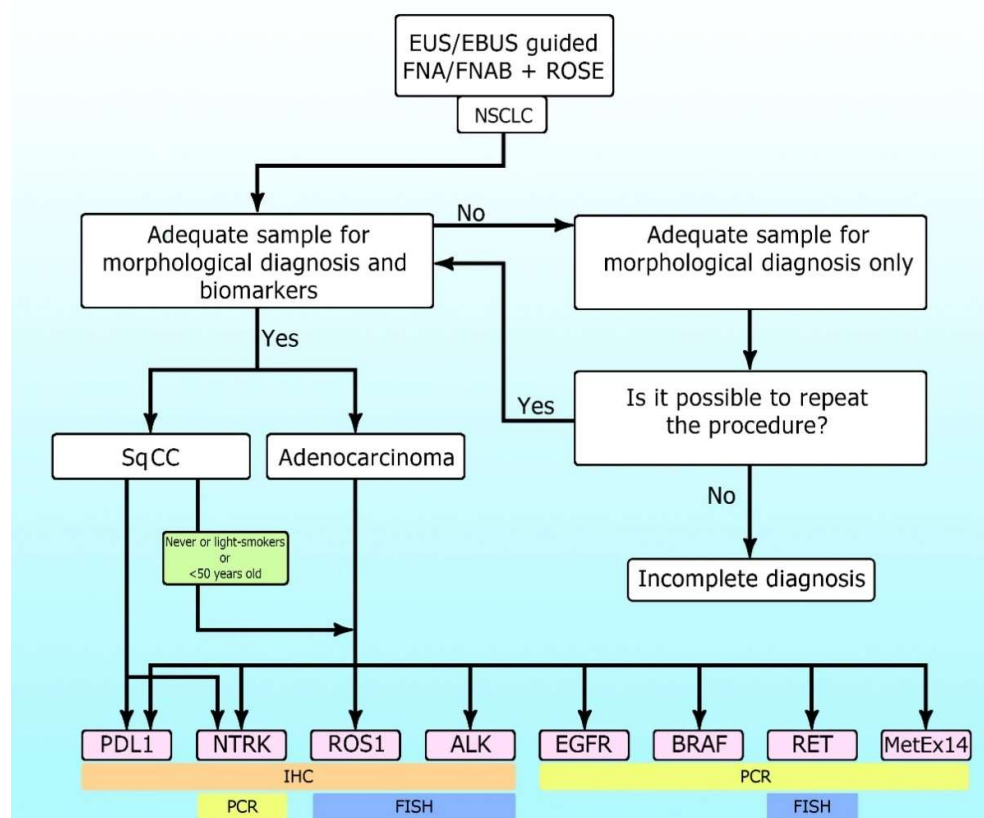 EUS/EBUS guided
FNA/FNAB + ROSE
NSCLC
No
Adequate sample for
morphological diagnosis and
biomarkers
Adequate sample for
morphological diagnosis only
Yes
Yes
Is it possible to repeat
the procedure?
SqCC
Adenocarcinoma
No
Never or light-smokers
or
<50 years old
Incomplete diagnosis
PDL1
NTRK
ROS1
ALK
EGFR
BRAF
RET
MetEx14
IHC
PCR
PCR
FISH
FISH